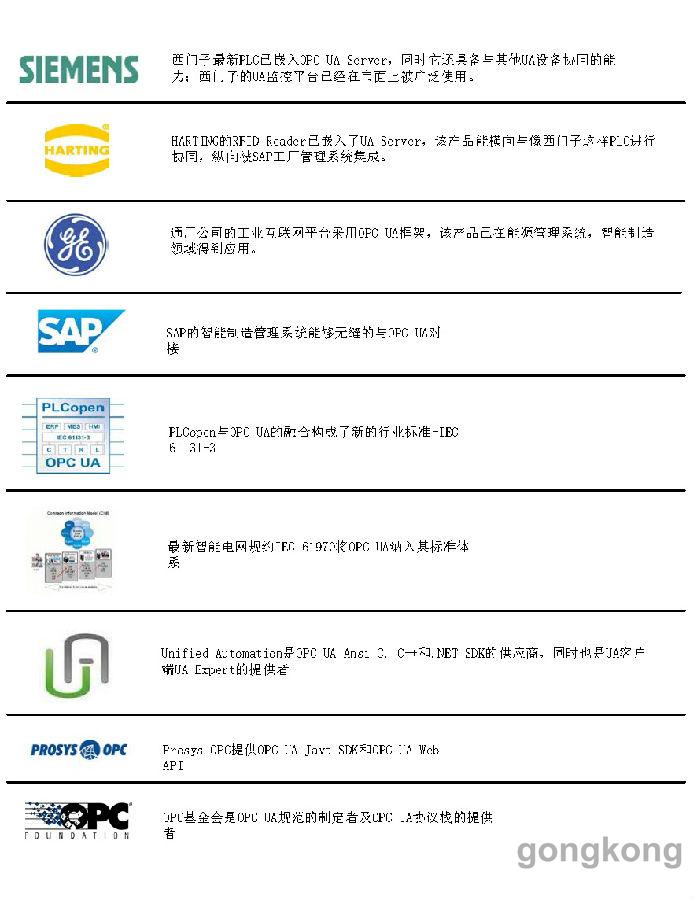 SIEMENS
西门子最新PLC已嵌入OPC UA Server，同时它还具备与其他UA设备协同的能
力；西门子的UA监控平台已经在市面上被广泛使用。
HARTING
HARTING的RFID Reader已嵌入了UA Server，该产品能横向与像西门子这样PLC进行
协同，纵向被SAP工厂管理系统集成。
GE
通用公司的工业互联网平台采用OPC UA框架，该产品已在能源管理系统，智能制造
领域得到应用。
SAP
SAP的智能制造管理系统能够无缝的与OPC UA对
接
PLCopen
ERP MES HMI
IEC 61131-3
C T R L
OPC UA
PLCopen与OPC UA的融合构成了新的行业标准-IEC
6 31-3
Common Information Model (CIM)
最新智能电网规约IEC 61970将OPC UA纳入其标准体
系
Unified Automation是OPC UA Ansi C, C++和.NET SDK的供应商，同时也是UA客户
端UA Expert的提供者
PROSYS OPC
Prosys OPC提供OPC UA Java SDK和OPC UA Web
API
OPC
FOUNDATION
OPC基金会是OPC UA规范的制定者及OPC UA协议栈的提供
者
gongkong